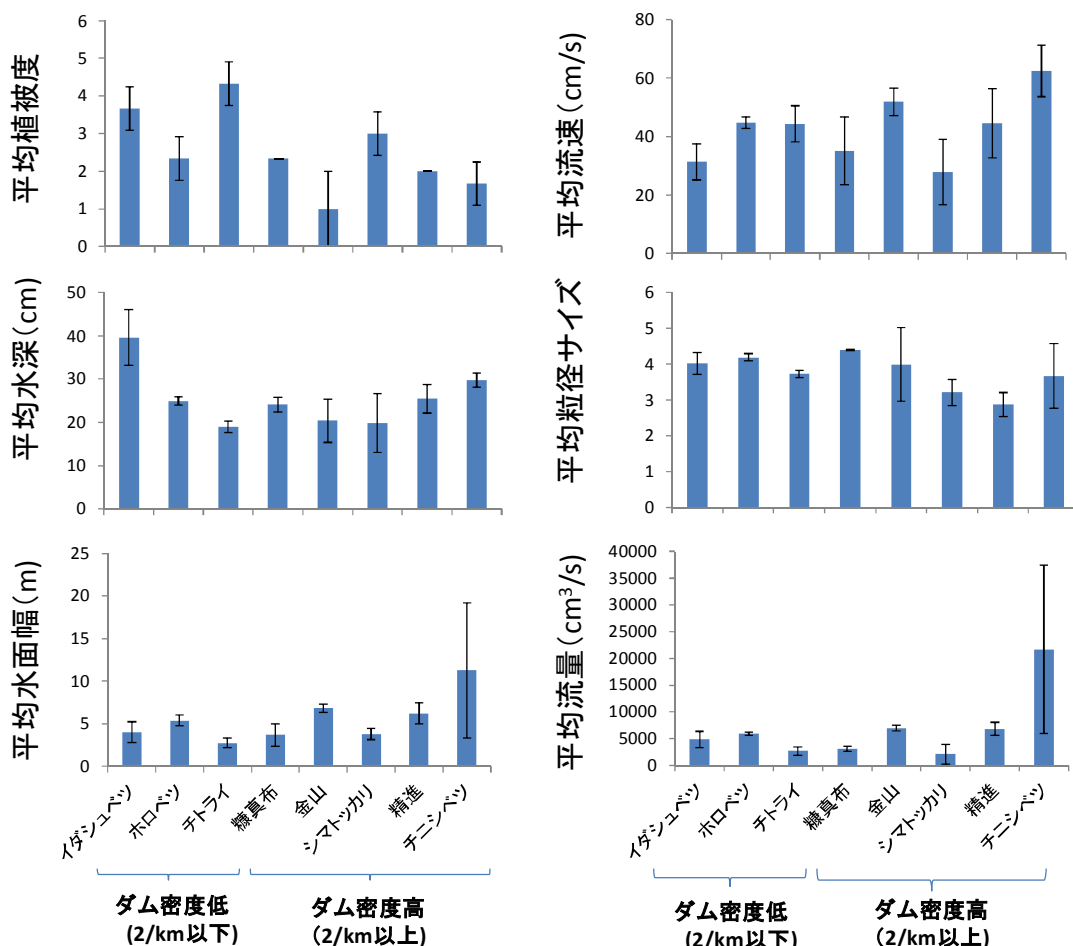 平均植被度
6
5
4
3
2
1
0
平均流速(cm/s)
80
60
40
20
0
平均水深(cm)
50
40
30
20
10
0
平均粒径サイズ
6
5
4
3
2
1
0
平均水面幅(m)
25
20
15
10
5
0
イダシュベツ
ホロベツ
チトライ
糠真布
金山
シマトッカリ
精進
チニシベツ
ダム密度低
(2/km以下)
ダム密度高
(2/km以上)
平均流量(cm³/s)
40000
35000
30000
25000
20000
15000
10000
5000
0
イダシュベツ
ホロベツ
チトライ
糠真布
金山
シマトッカリ
精進
チニシベツ
ダム密度低
(2/km以下)
ダム密度高
(2/km以上)